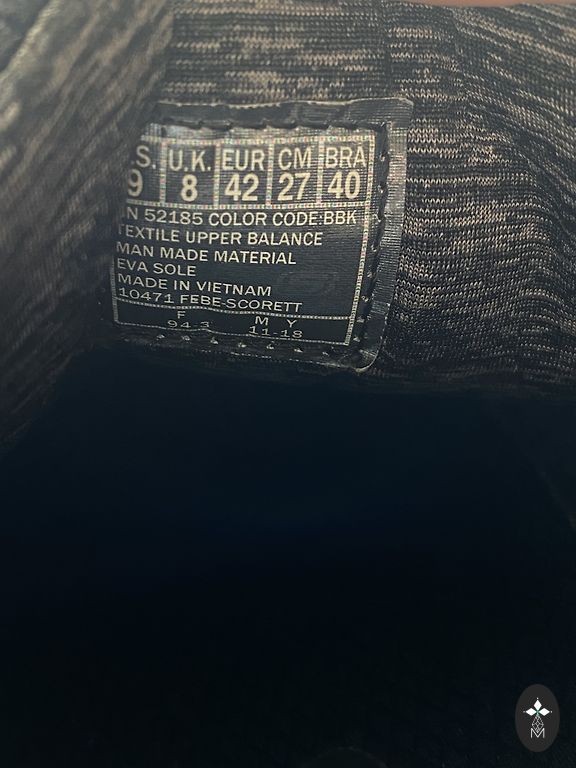 .S. U.K. EUR CM BRA
9 8 42 27 40
N 52185 COLOR CODE:BBK
TEXTILE UPPER BALANCE
MAN MADE MATERIAL
EVA SOLE
MADE IN VIETNAM
10471 FEBE-SCORETT
F M Y
94-3 11-18
M